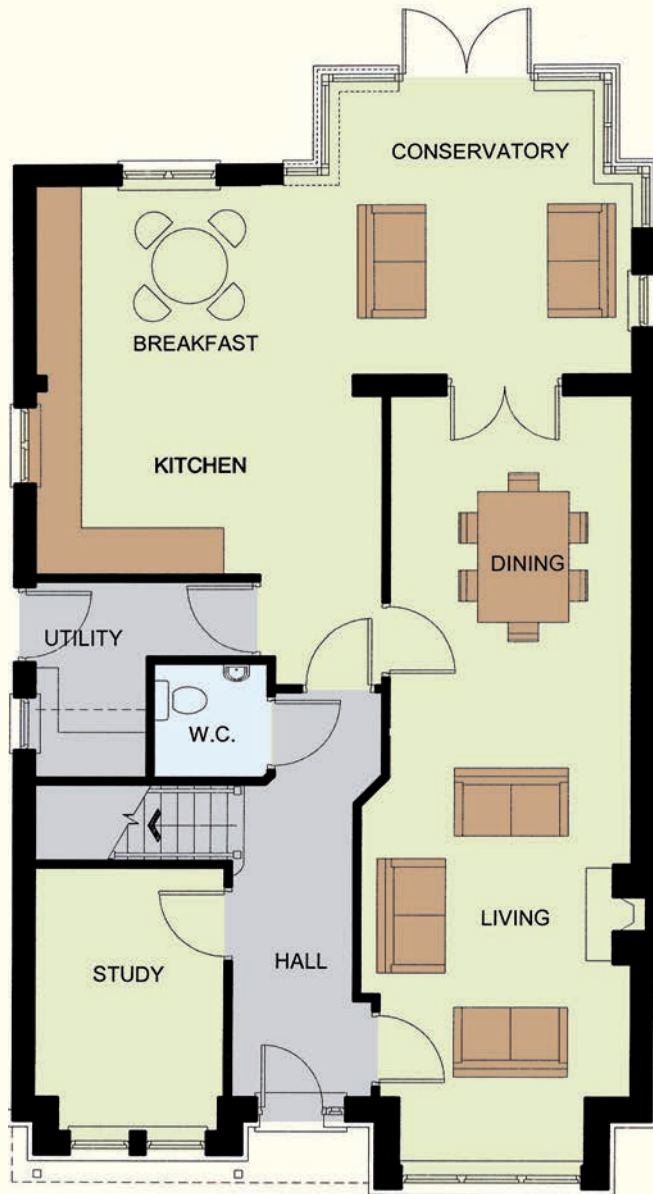 CONSERVATORY
BREAKFAST
KITCHEN
DINING
UTILITY
W.C.
LIVING
STUDY
HALL